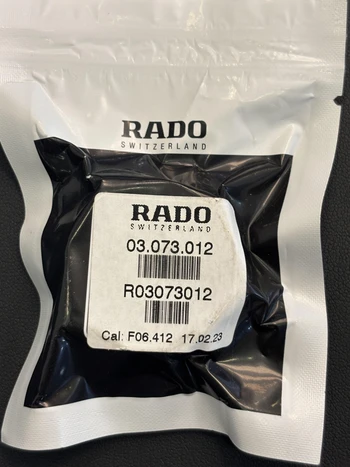 RADO
SWITZERLAND
RADO
SWITZERLAND
03.073.012
R03073012
Cal: F06.412 17.02.23